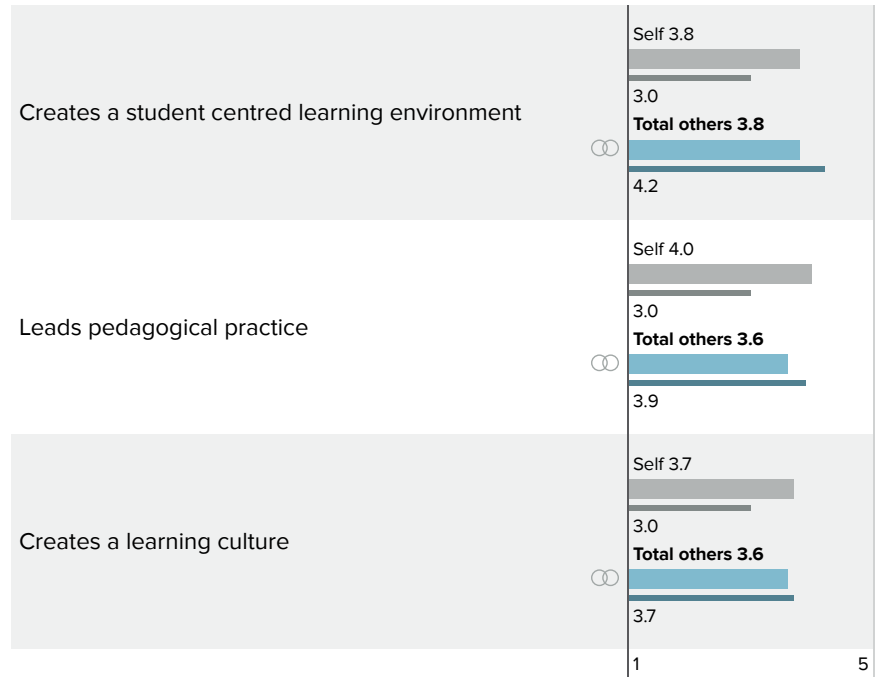 Self 3.8
3.0
Creates a student centred learning environment
Total others 3.8
4.2
Self 4.0
3.0
Leads pedagogical practice
Total others 3.6
3.9
Self 3.7
3.0
Creates a learning culture
Total others 3.6
3.7
1 5